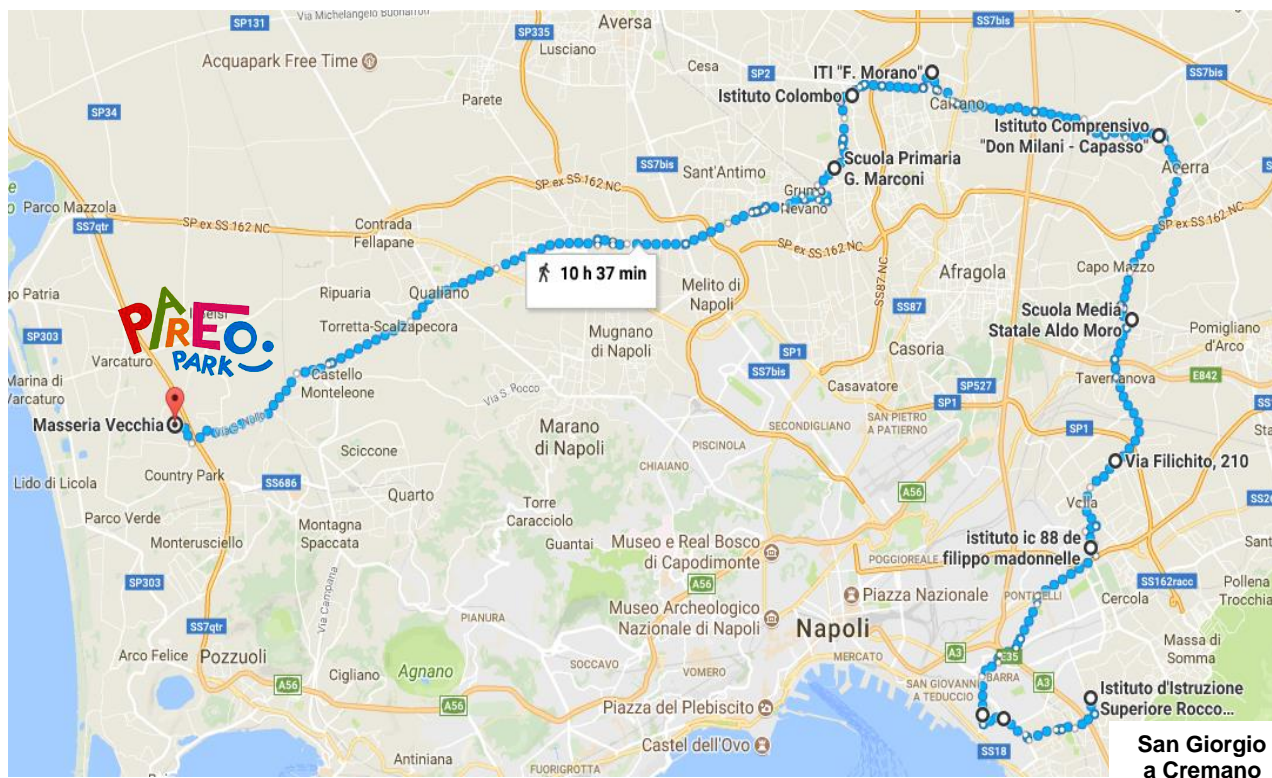 Via Michelangelo Buonarroti
SP131
SP335
Aversa
SS7bis
Lusciano
Acquapark Free Time
Cesa
SP2
ITI "F. Morano"
SS7bis
Parete
Istituto Colombo
Caivano
SP34
Istituto Comprensivo
"Don Milani - Capasso"
SS7bis
Sant'Antimo
Scuola Primaria
G. Marconi
Acerra
SP ex SS 162 NC
Grumo
Nevano
Parco Mazzola
SS7qtr
SP ex SS 162 NC
Contrada
Fellapane
SP ex SS 162 NC
SP ex SS 162 NC
SS87 NC
Afragola
Capo Mazzo
10 h 37 min
Melito di
Napoli
SS87
Ripuaria
Qualiano
Scuola Media
Statale Aldo Moro
Pomigliano
d'Arco
PAREO
PARK
SP303
Torretta-Scalzapecora
Mugnano
di Napoli
Casoria
Varcaturo
SP1
SS7bis
Tavernanova
E842
Marina di
Varcaturo
Castello
Monteleone
Via S. Rocco
Casavatore
SP527
Masseria Vecchia
Marano
di Napoli
SECONDIGLIANO
SAN PIETRO
A PATIERNO
SP1
SP1
PISCINOLA
Sciccone
Via Filichito, 210
Country Park
CHIAIANO
Lido di Licola
SS686
Quarto
A56
Torre
Caracciolo
Parco Verde
Montagna
Spaccata
Guantai
Museo e Real Bosco
di Capodimonte
Monterusciello
POGGIOREALE
istituto ic 88 de
filippo madonnelle
SP303
A56
SS162racc
Piazza Nazionale
PONTICELLI
Pollena
Trocchia
Via Campana
Museo Archeologico
Nazionale di Napoli
Cercola
SS7qtr
PIANURA
Napoli
Arco Felice
Pozzuoli
Massa di
Somma
Agnano
SOCCAVO
MERCATO
A3
E35
Cigliano
VOMERO
SAN GIOVANNI
A TEDUCCIO
BARRA
A3
A56
A56
Piazza del Plebiscito
Istituto d'Istruzione
Superiore Rocco...
Castel dell'Ovo
SS18
Antiniana
FUORIGROTTA
San Giorgio
a Cremano